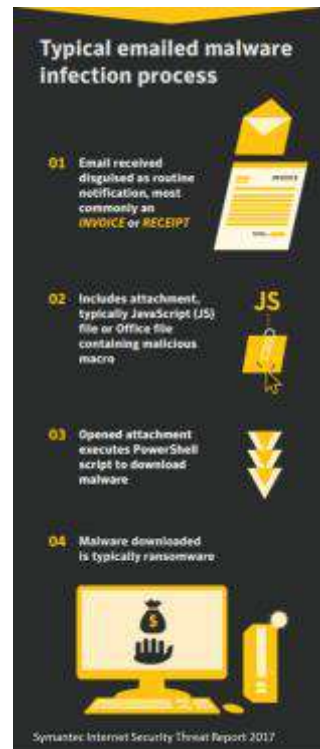 Typical emailed malware
infection process
01 Email received
disguised as routine
notification, most
commonly an
INVOICE or RECEIPT
INVOICE
02 Includes attachment,
typically JavaScript (JS)
file or Office file
containing malicious
macro
JS
03 Opened attachment
executes PowerShell
script to download
malware
04 Malware downloaded
is typically ransomware
$
Symantec Internet Security Threat Report 2017